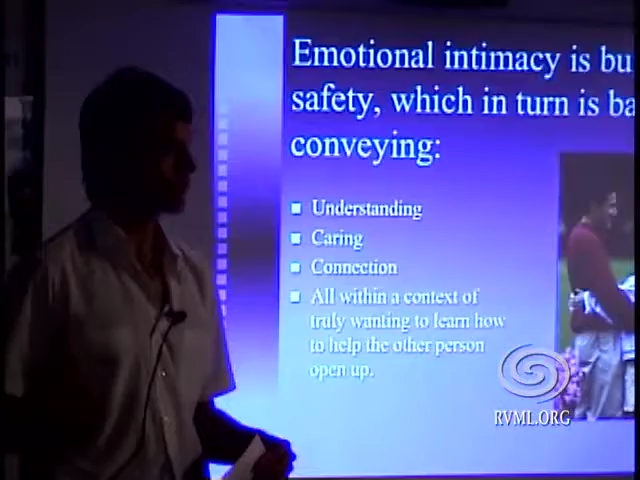 Emotional intimacy is bu
safety, which in turn is ba
conveying:
Understanding
Caring
Connection
All within a context of
truly wanting to learn how
to help the other person
open up.
RVML.ORG